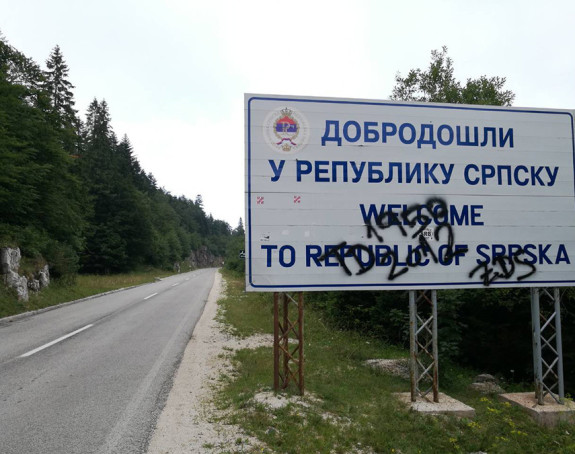 ДОБРОДОШЛИ
У РЕПУБЛИКУ СРПСКУ
WELCOME
TO REPUBLIC OF SRPSKA